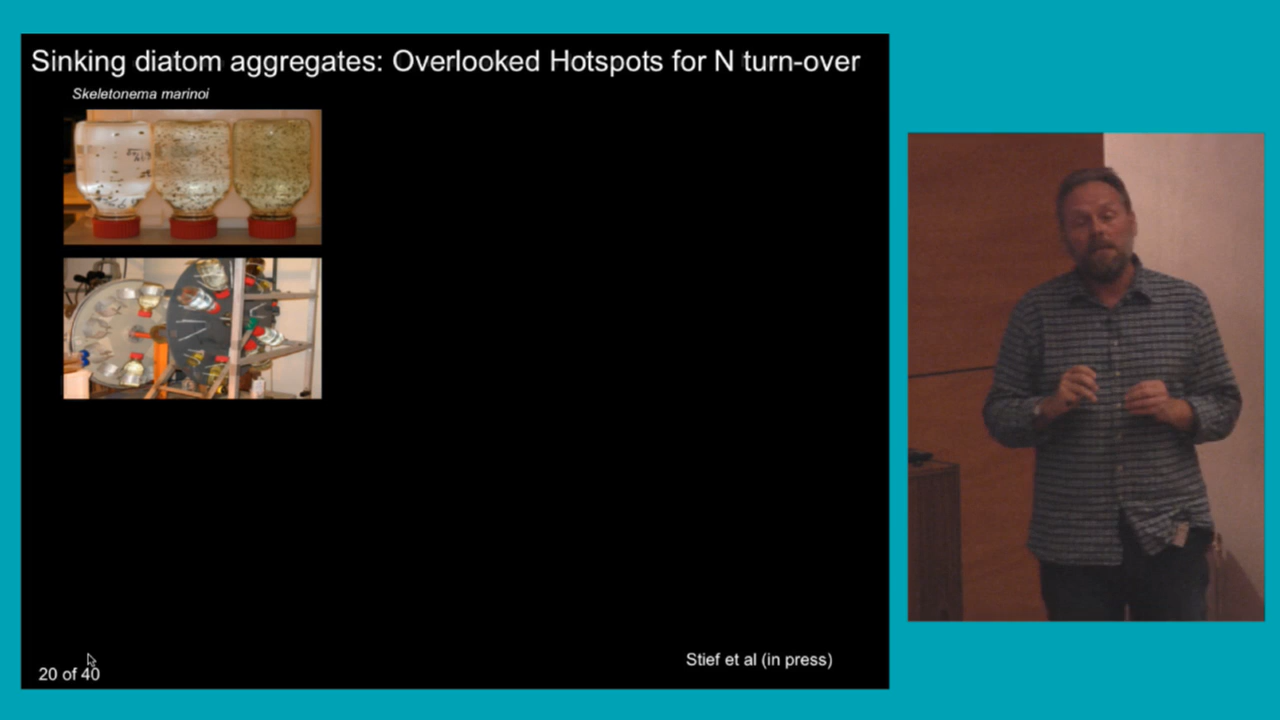 Sinking diatom aggregates: Overlooked Hotspots for N turn-over
Skeletonema marinoi
20 of 40
Stief et al (in press)